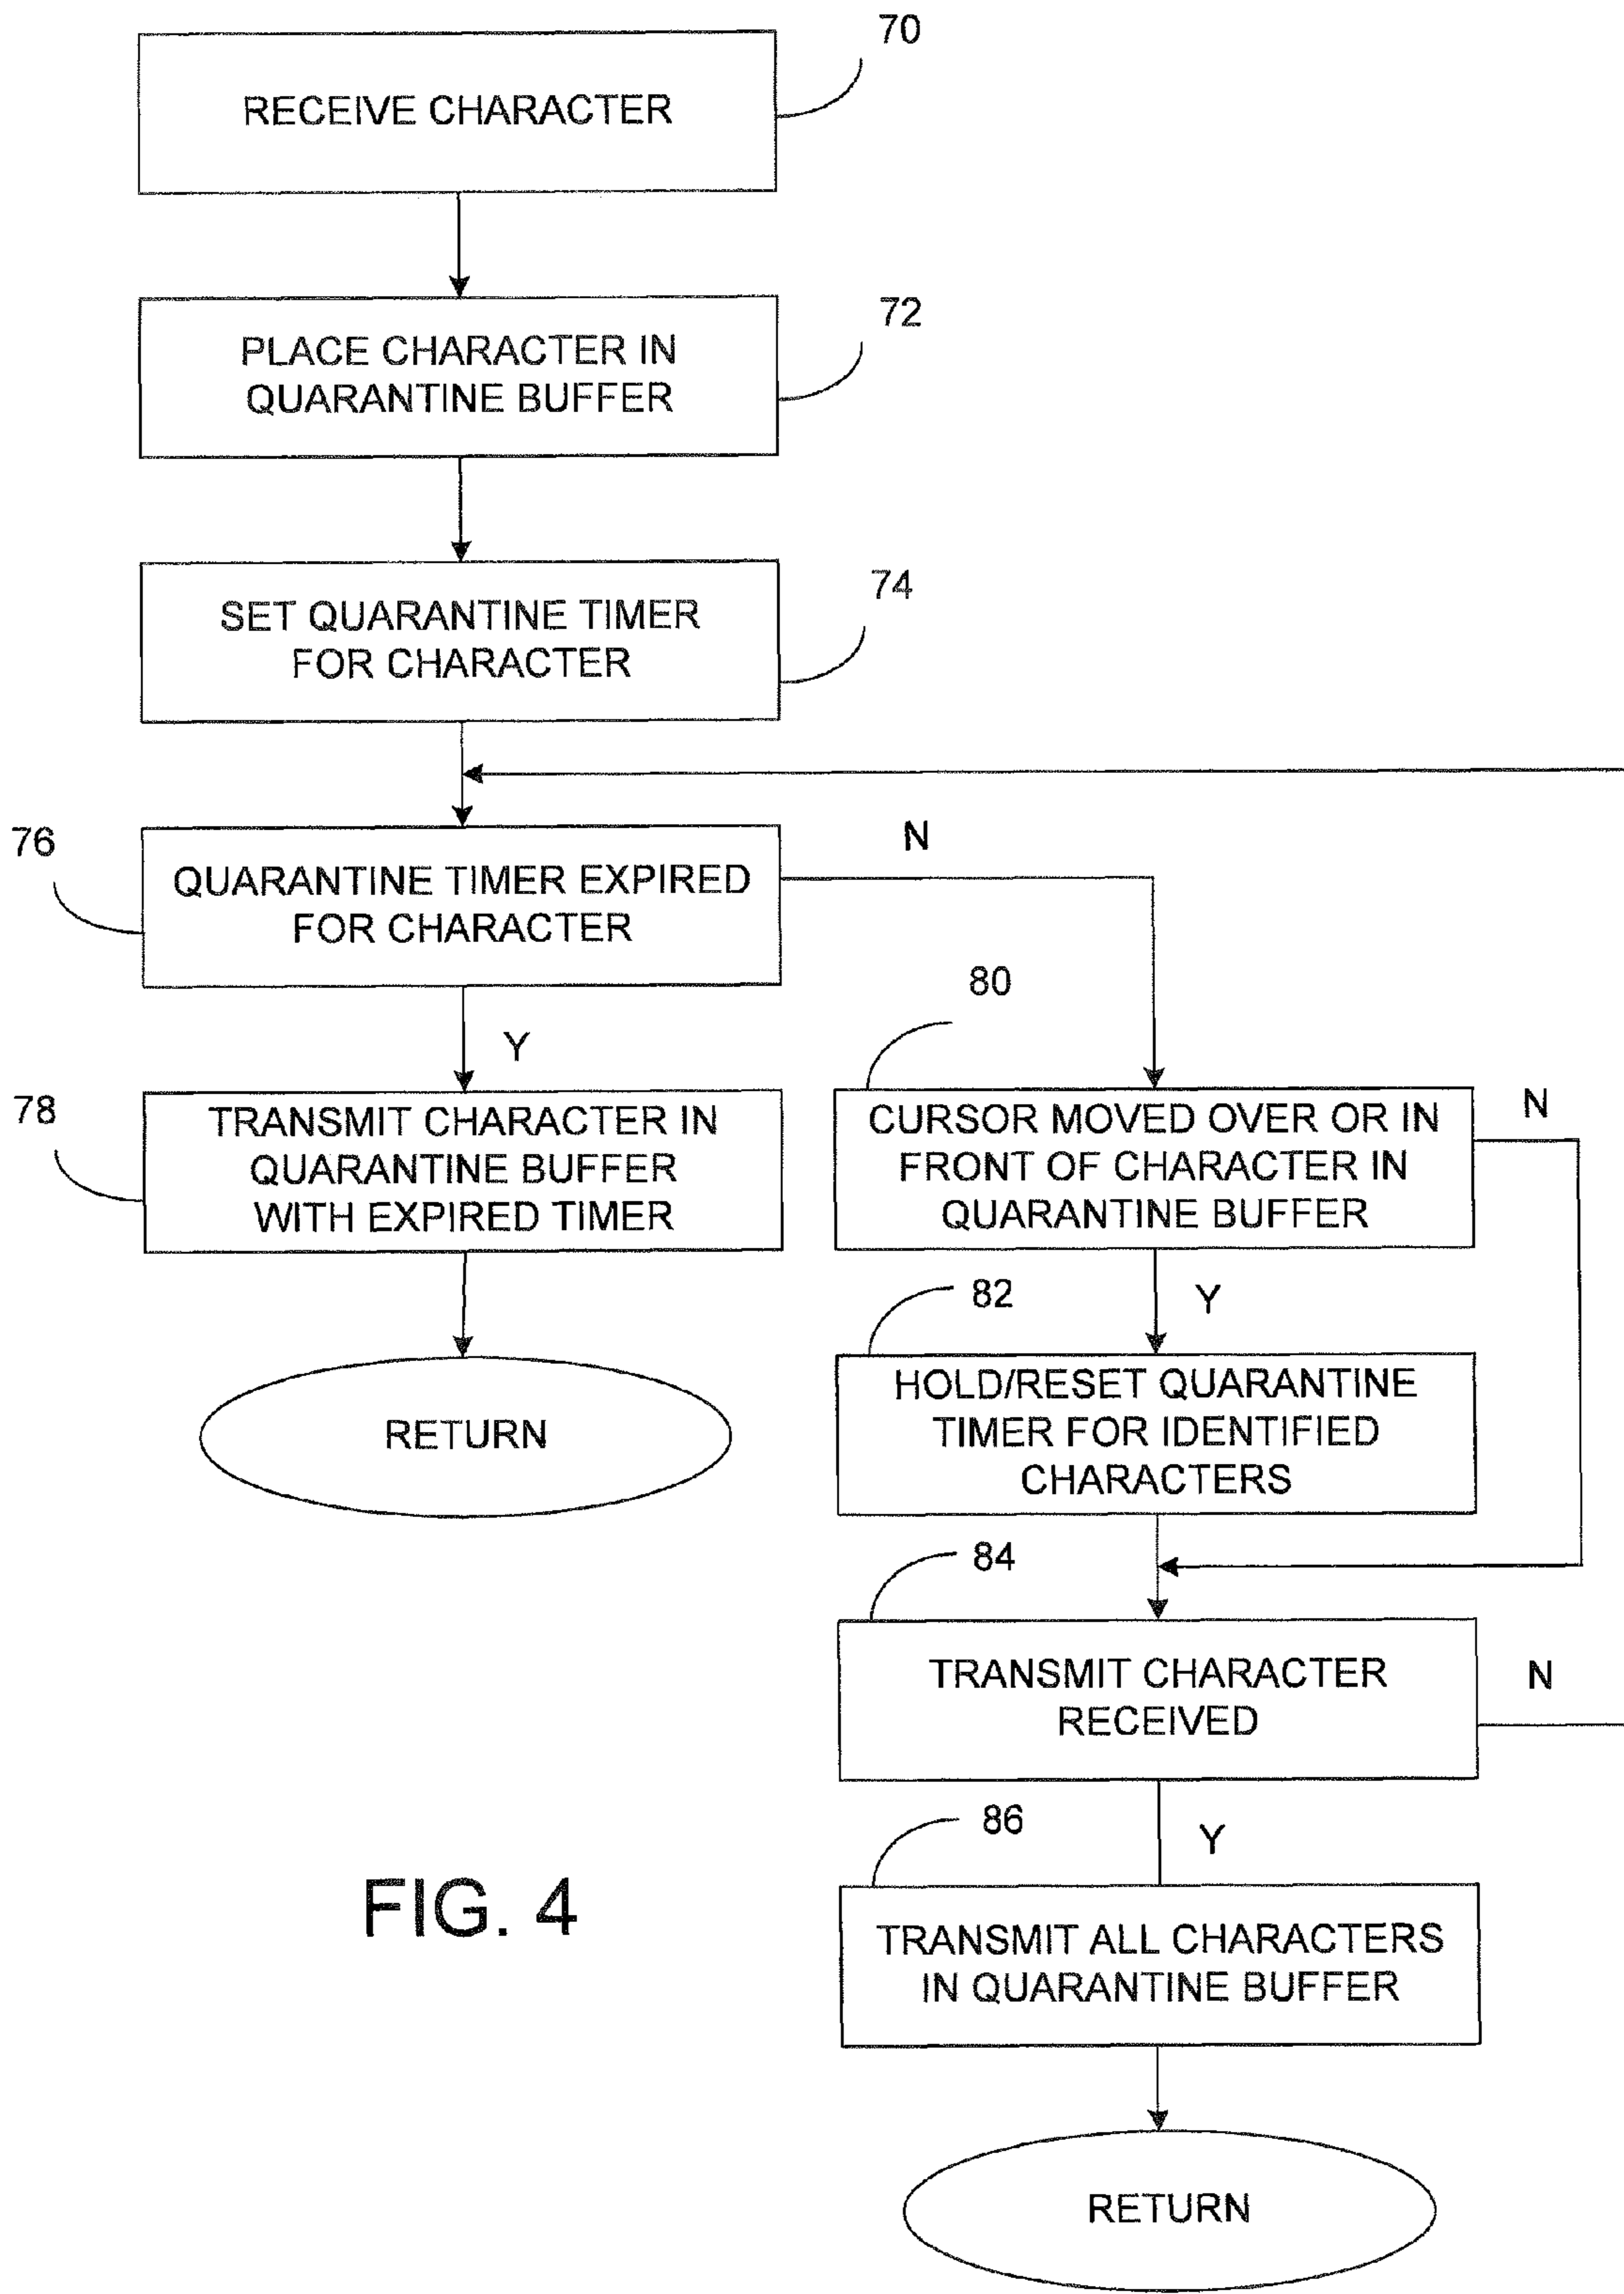 70
RECEIVE CHARACTER
72
PLACE CHARACTER IN
QUARANTINE BUFFER
74
SET QUARANTINE TIMER
FOR CHARACTER
76
QUARANTINE TIMER EXPIRED
FOR CHARACTER
N
Y
78
TRANSMIT CHARACTER IN
QUARANTINE BUFFER
WITH EXPIRED TIMER
RETURN
80
CURSOR MOVED OVER OR IN
FRONT OF CHARACTER IN
QUARANTINE BUFFER
N
Y
82
HOLD/RESET QUARANTINE
TIMER FOR IDENTIFIED
CHARACTERS
84
TRANSMIT CHARACTER
RECEIVED
N
Y
86
TRANSMIT ALL CHARACTERS
IN QUARANTINE BUFFER
RETURN
FIG. 4